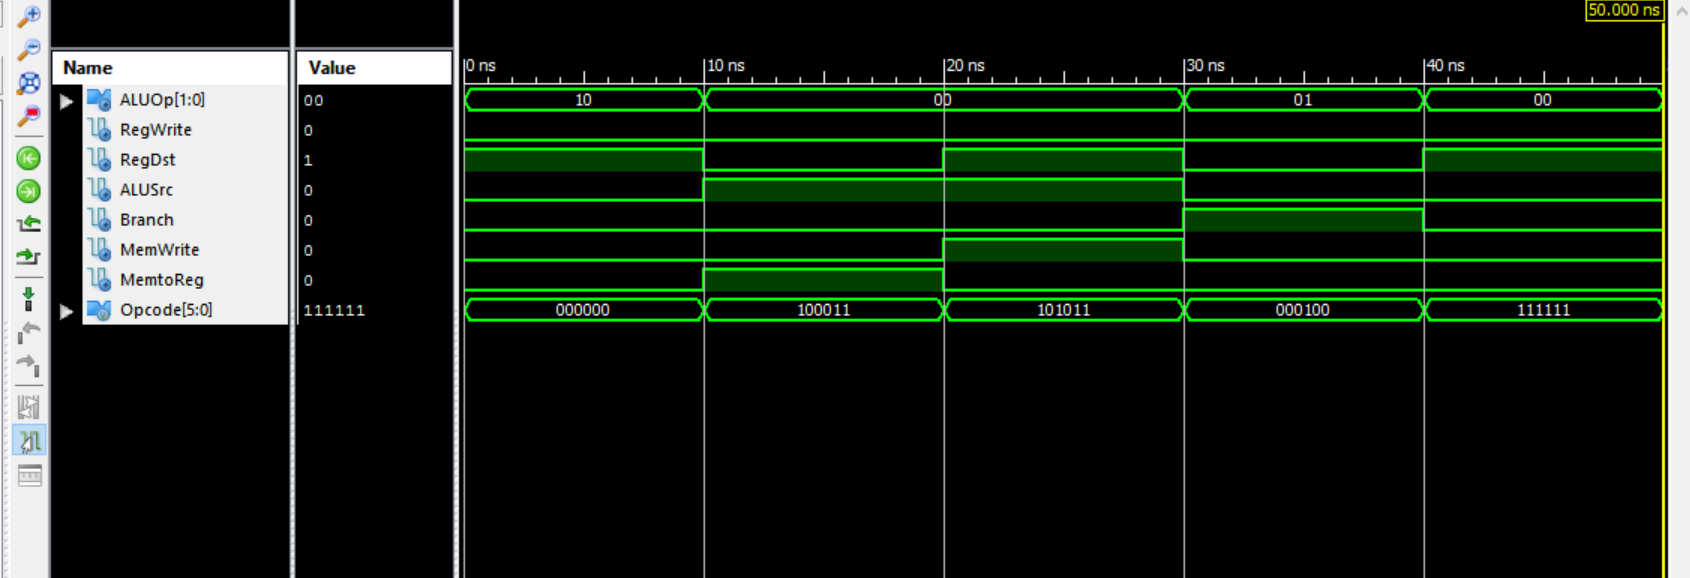 50.000 ns
Name Value 0 ns 10 ns 20 ns 30 ns 40 ns
ALUOp[1:0] 00 10 00 01 00
RegWrite 0
RegDst 1
ALUSrc 0
Branch 0
MemWrite 0
MemtoReg 0
Opcode[5:0] 111111 000000 100011 101011 000100 111111